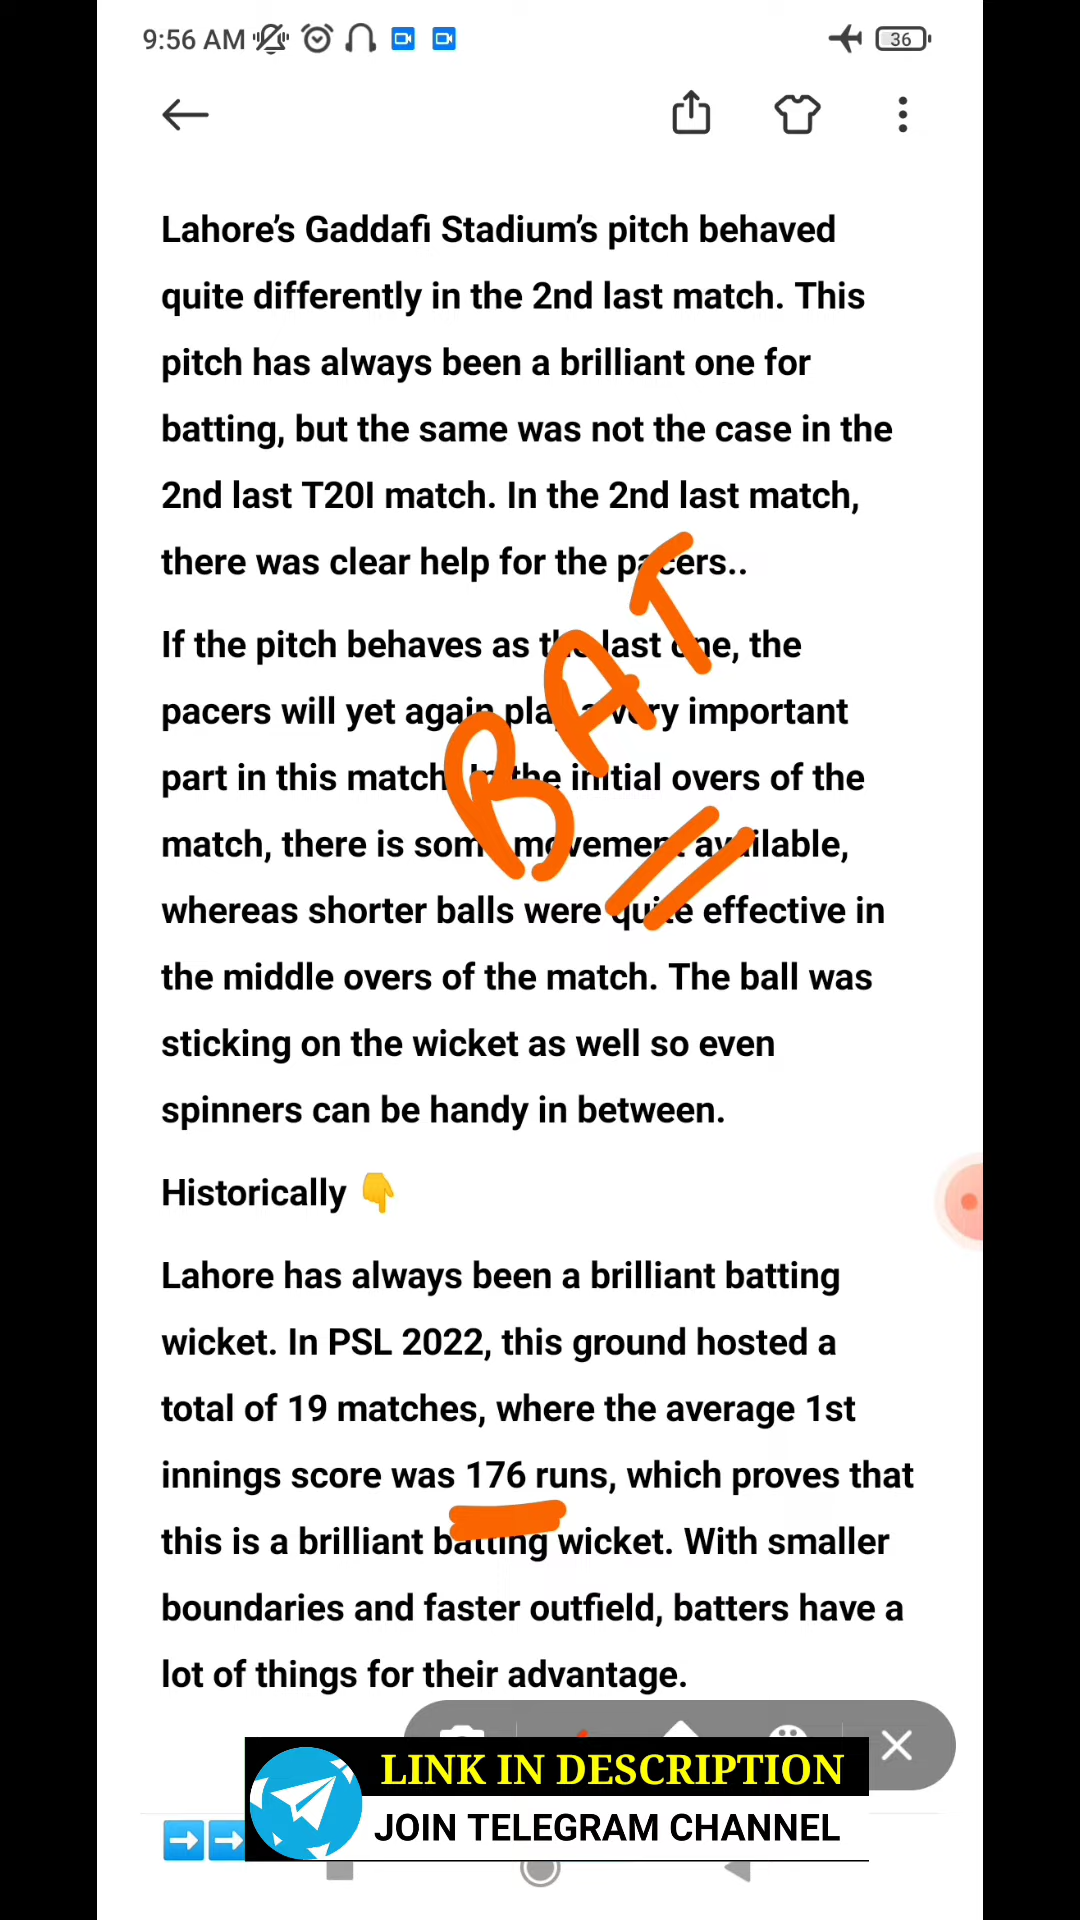 9:56 AM
36
Lahore’s Gaddafi Stadium’s pitch behaved
quite differently in the 2nd last match. This
pitch has always been a brilliant one for
batting, but the same was not the case in the
2nd last T20I match. In the 2nd last match,
there was clear help for the pacers..
If the pitch behaves as the last one, the
pacers will yet again play a very important
part in this match. In the initial overs of the
match, there is some movement available,
whereas shorter balls were quite effective in
the middle overs of the match. The ball was
sticking on the wicket as well so even
spinners can be handy in between.
BAT
Historically 👇
Lahore has always been a brilliant batting
wicket. In PSL 2022, this ground hosted a
total of 19 matches, where the average 1st
innings score was 176 runs, which proves that
this is a brilliant batting wicket. With smaller
boundaries and faster outfield, batters have a
lot of things for their advantage.
LINK IN DESCRIPTION
➡️➡️ JOIN TELEGRAM CHANNEL